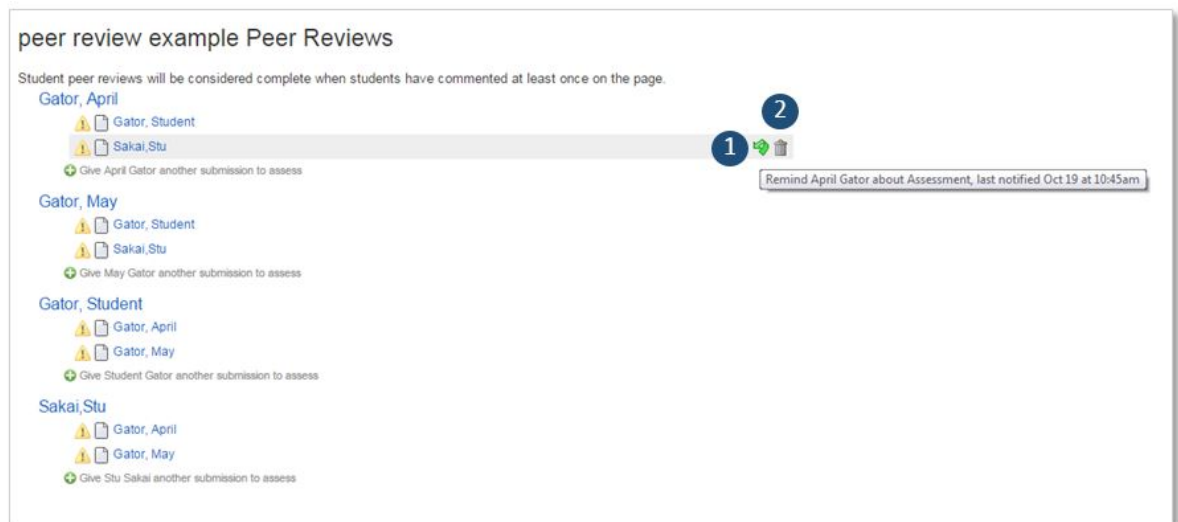 peer review example Peer Reviews
Student peer reviews will be considered complete when students have commented at least once on the page.
Gator, April
Gator, Student
2
Sakai,Stu
1
Give April Gator another submission to assess
Remind April Gator about Assessment, last notified Oct 19 at 10:45am
Gator, May
Gator, Student
Sakai,Stu
Give May Gator another submission to assess
Gator, Student
Gator, April
Gator, May
Give Student Gator another submission to assess
Sakai,Stu
Gator, April
Gator, May
Give Stu Sakai another submission to assess